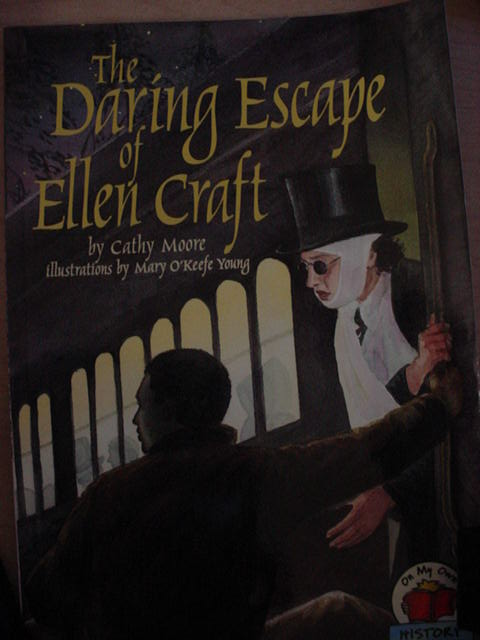 The
Daring Escape
of
Ellen Craft
by Cathy Moore
illustrations by Mary O'Keefe Young
On My Own
HISTORY